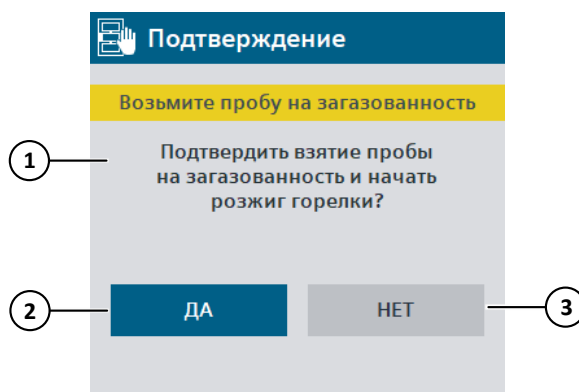 Подтверждение
Возьмите пробу на загазованность
1
Подтвердить взятие пробы
на загазованность и начать
розжиг горелки?
2
ДА
НЕТ
3